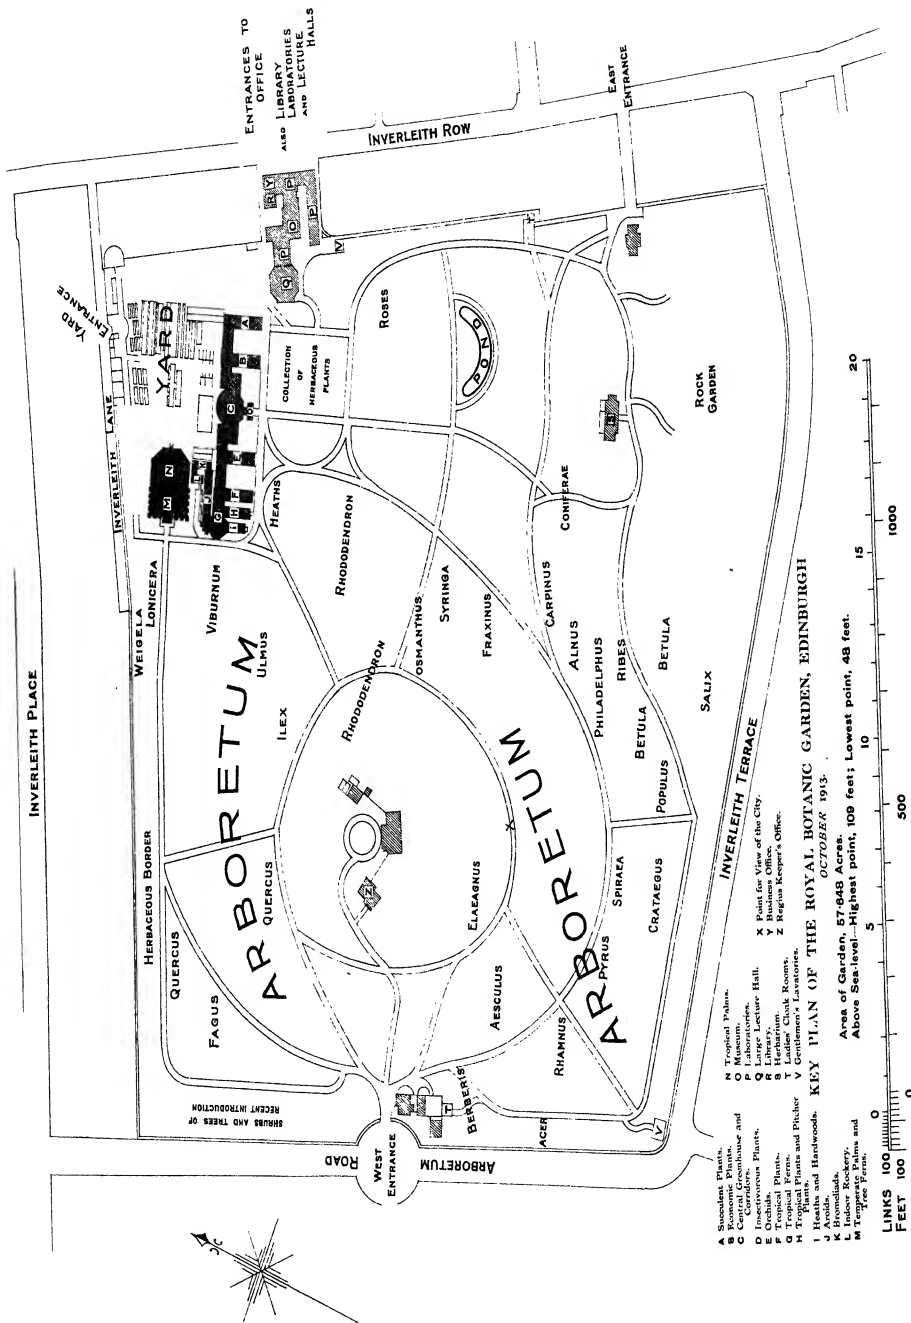 INVERLEITH PLACE
ENTRANCES TO
OFFICE
ALSO LIBRARY
LABORATORIES
AND LECTURE
HALLS
INVERLEITH ROW
EAST
ENTRANCE
YARD
ENTRANCE
INVERLEITH LANE
YARD
R
Y
P
O
P
P
Q
V
T
A
B
C
D
E
F
G
H
I
J
K
L
M
N
COLLECTION
OF
HERBACEOUS
PLANTS
ROSES
POND
ROCK
GARDEN
S
HEATHS
RHODODENDRON
CONIFERAE
WEIGELA
LONICERA
VIBURNUM
ULMUS
ILEX
RHODODENDRON
OSMANTHUS
SYRINGA
FRAXINUS
CARPINUS
ALNUS
PHILADELPHUS
RIBES
BETULA
BETULA
SALIX
POPULUS
ARBORETUM
ARBORETUM
HERBACEOUS BORDER
QUERCUS
QUERCUS
FAGUS
Z
X
ELAEAGNUS
SPIRAEA
CRATAEGUS
PYRUS
AESCULUS
RHAMNUS
BERBERIS
ACER
T
V
SHRUBS AND TREES OF
RECENT INTRODUCTION
WEST
ENTRANCE
ARBORETUM
ROAD
INVERLEITH TERRACE
A Succulent Plants.
B Economic Plants.
C Central Greenhouse and
Corridors.
D Insectivorous Plants.
E Orchids.
F Tropical Plants.
G Tropical Ferns.
H Tropical Plants and Pitcher
Plants.
I Heaths and Hardwoods.
J Aroids.
K Bromeliads.
L Indoor Rockery.
M Temperate Palms and
Tree Ferns.
N Tropical Palms.
O Museum.
P Laboratories.
Q Large Lecture Hall.
R Library.
S Herbarium.
T Ladies' Cloak Rooms.
V Gentlemen's Lavatories.
X Point for View of the City.
Y Business Office.
Z Regius Keeper's Office.
KEY PLAN OF THE ROYAL BOTANIC GARDEN, EDINBURGH
OCTOBER 1913.
Area of Garden, 57·648 Acres.
Above Sea-level—Highest point, 109 feet; Lowest point, 48 feet.
LINKS 100 0 5 10 15 20
FEET 100 0 500 1000